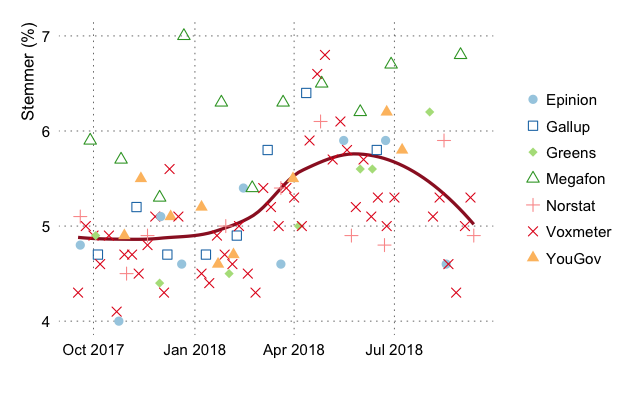 Stemmer (%)
7
6
5
4
Oct 2017 Jan 2018 Apr 2018 Jul 2018
Epinion
Gallup
Greens
Megafon
Norstat
Voxmeter
YouGov